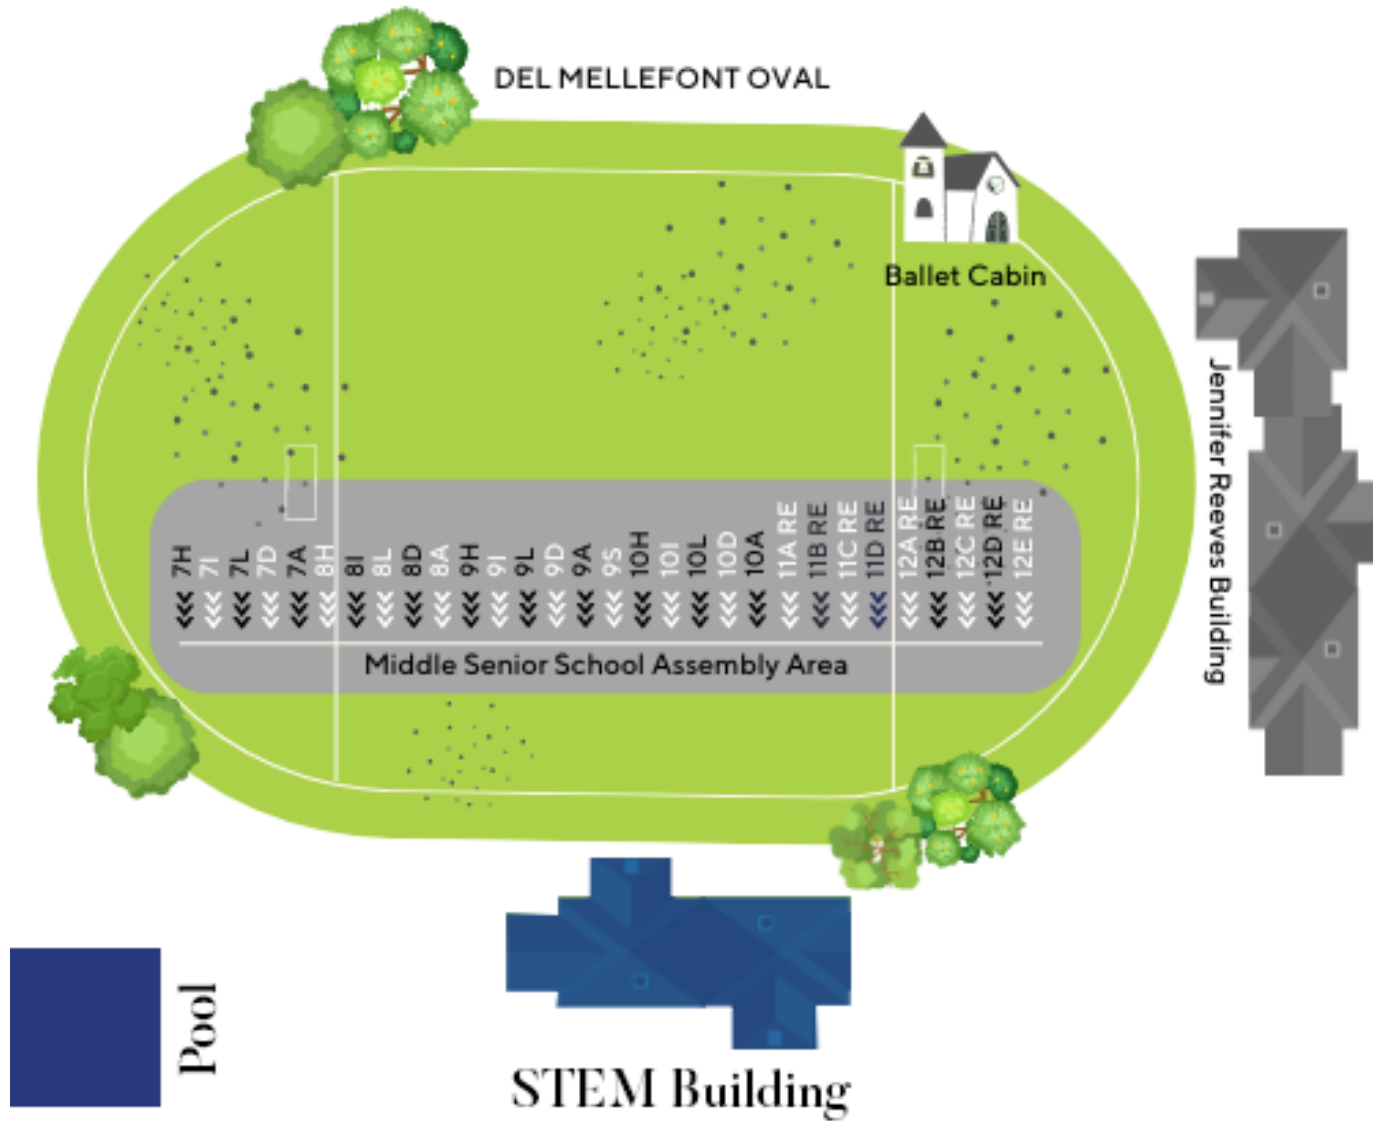 DEL MELLEFONT OVAL
Ballet Cabin
Jennifer Reeves Building
7H
7I
7L
7D
7A
8H
8I
8L
8D
8A
9H
9I
9L
9D
9A
9S
10H
10I
10L
10D
10A
11A RE
11B RE
11C RE
11D RE
12A RE
12B RE
12C RE
12D RE
12E RE
Middle Senior School Assembly Area
Pool
STEM Building